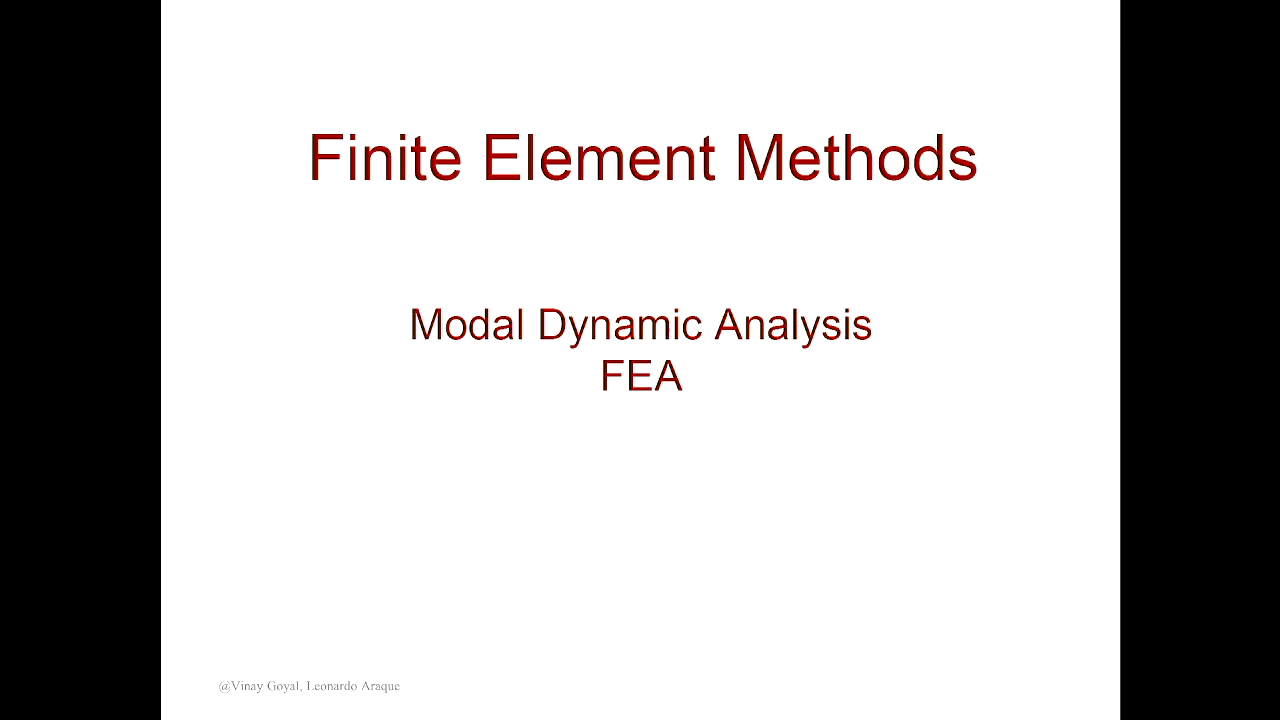 Finite Element Methods
Modal Dynamic Analysis
FEA
@Vinay Goyal, Leonardo Araque